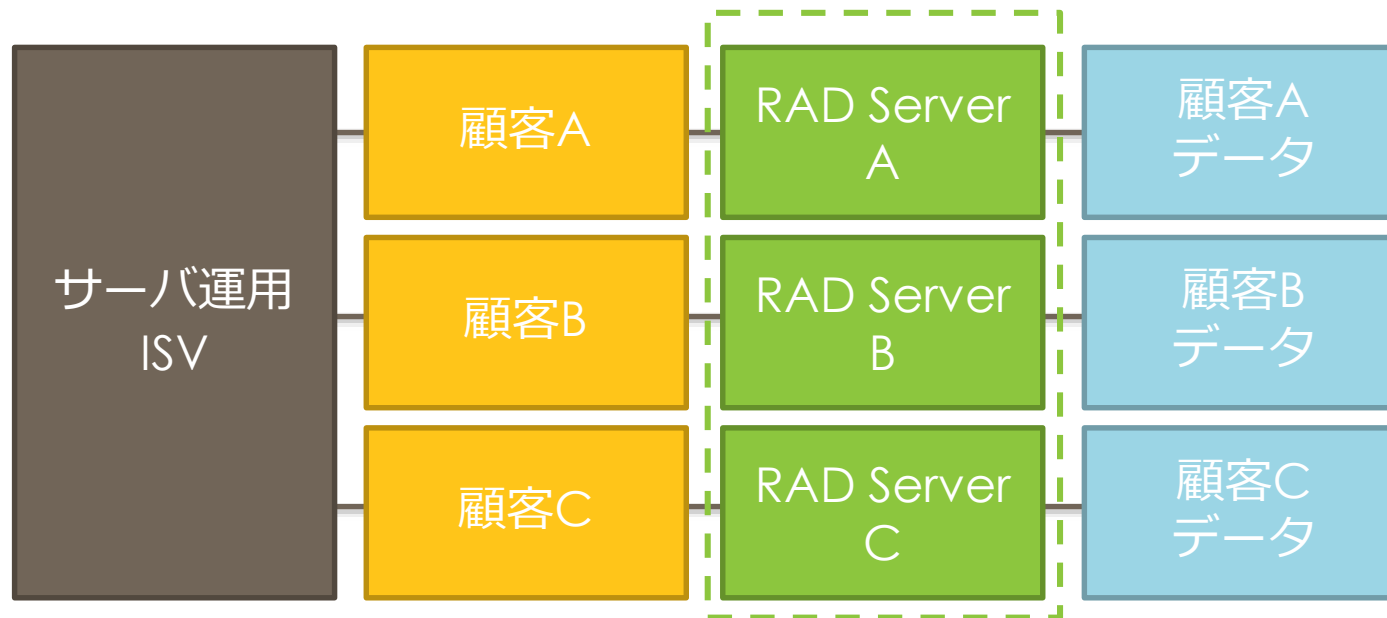 サーバ運用
ISV
顧客A
RAD Server
A
顧客A
データ
顧客B
RAD Server
B
顧客B
データ
顧客C
RAD Server
C
顧客C
データ